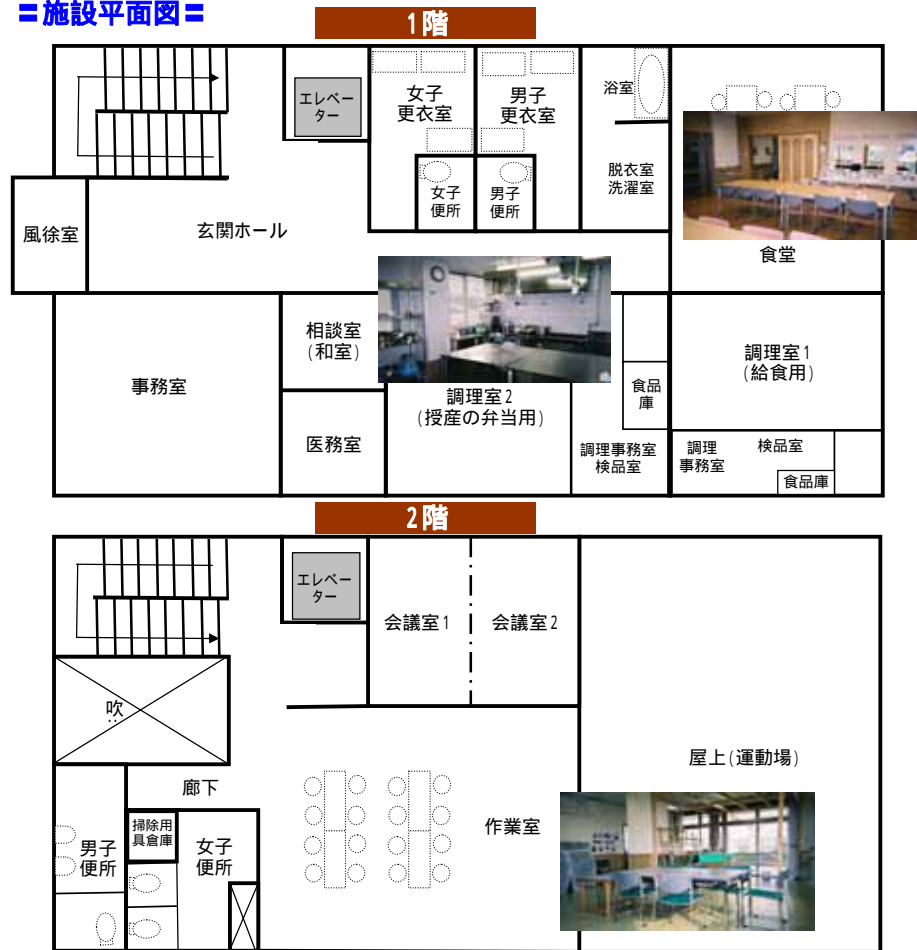 =施設平面図=
1階
エレベー
ター
女子
更衣室
男子
更衣室
浴室
脱衣室
洗濯室
女子
便所
男子
便所
風徐室
玄関ホール
食堂
事務室
相談室
(和室)
医務室
調理室2
(授産の弁当用)
食品
庫
調理事務室
検品室
調理室1
(給食用)
調理
事務室
検品室
食品庫
2階
エレベー
ター
会議室1
会議室2
吹
廊下
屋上(運動場)
作業室
男子
便所
掃除用
具倉庫
女子
便所